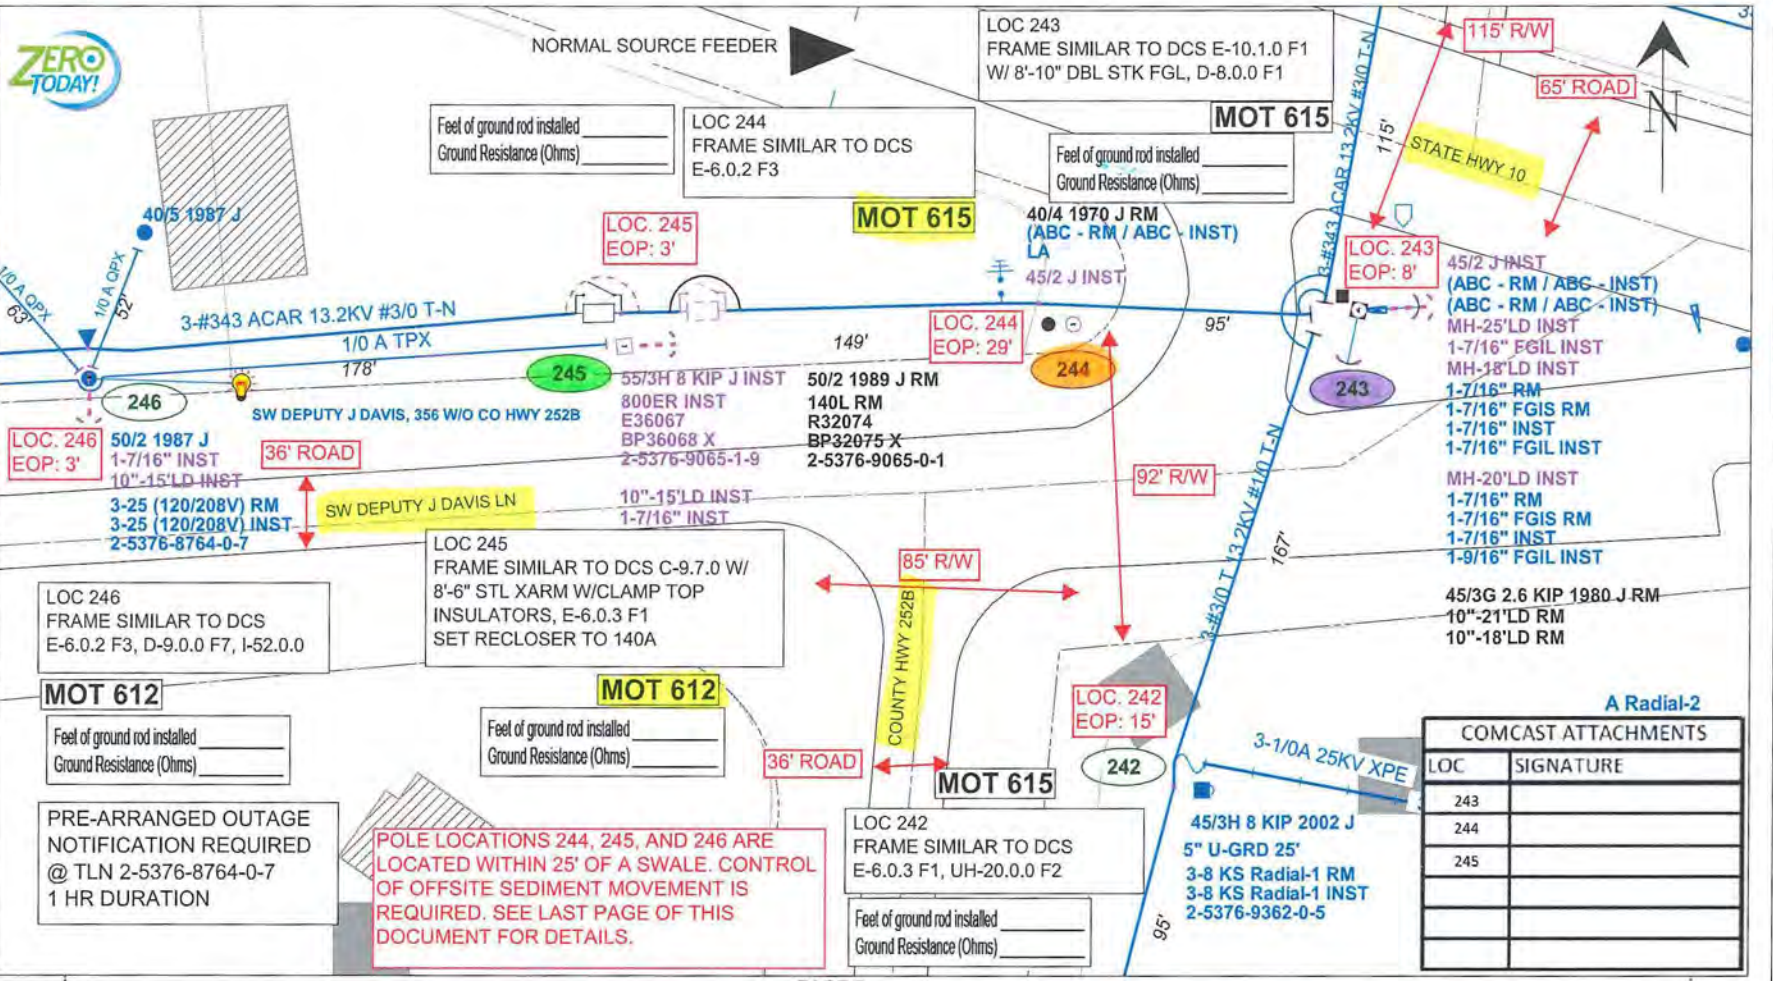 ZERO
TODAY!
NORMAL SOURCE FEEDER
LOC 243
FRAME SIMILAR TO DCS E-10.1.0 F1
W/ 8'-10" DBL STK FGL, D-8.0.0 F1
MOT 615
Feet of ground rod installed
Ground Resistance (Ohms)
115' R/W
65' ROAD
N
STATE HWY 10
115'
3-#343 ACAR 13.2KV #3/0 T-N
Feet of ground rod installed
Ground Resistance (Ohms)
LOC 244
FRAME SIMILAR TO DCS
E-6.0.2 F3
MOT 615
40/4 1970 J RM
(ABC - RM / ABC - INST)
LA
45/2 J INST
LOC. 245
EOP: 3'
40/5 1987 J
1/0 A QPX
63'
1/0 A QPX
52'
3-#343 ACAR 13.2KV #3/0 T-N
1/0 A TPX
178'
149'
95'
LOC. 244
EOP: 29'
LOC. 243
EOP: 8'
45/2 J INST
(ABC - RM / ABC - INST)
(ABC - RM / ABC - INST)
MH-25'LD INST
1-7/16" FGIL INST
MH-18'LD INST
1-7/16" RM
1-7/16" FGIS RM
1-7/16" INST
1-7/16" FGIL INST
MH-20'LD INST
1-7/16" RM
1-7/16" FGIS RM
1-7/16" INST
1-9/16" FGIL INST
45/3G 2.6 KIP 1980 J RM
10"-21'LD RM
10"-18'LD RM
246
245
244
243
SW DEPUTY J DAVIS, 356 W/O CO HWY 252B
55/3H 8 KIP J INST
800ER INST
E36067
BP36068 X
2-5376-9065-1-9
10"-15'LD INST
1-7/16" INST
50/2 1989 J RM
140L RM
R32074
BP32075 X
2-5376-9065-0-1
LOC. 246
EOP: 3'
50/2 1987 J
1-7/16" INST
10"-15'LD INST
3-25 (120/208V) RM
3-25 (120/208V) INST
2-5376-8764-0-7
36' ROAD
SW DEPUTY J DAVIS LN
92' R/W
85' R/W
3-#3/0 T 13.2KV #1/0 T-N
167'
LOC 245
FRAME SIMILAR TO DCS C-9.7.0 W/
8'-6" STL XARM W/CLAMP TOP
INSULATORS, E-6.0.3 F1
SET RECLOSER TO 140A
MOT 612
Feet of ground rod installed
Ground Resistance (Ohms)
LOC 246
FRAME SIMILAR TO DCS
E-6.0.2 F3, D-9.0.0 F7, I-52.0.0
MOT 612
Feet of ground rod installed
Ground Resistance (Ohms)
PRE-ARRANGED OUTAGE
NOTIFICATION REQUIRED
@ TLN 2-5376-8764-0-7
1 HR DURATION
POLE LOCATIONS 244, 245, AND 246 ARE
LOCATED WITHIN 25' OF A SWALE. CONTROL
OF OFFSITE SEDIMENT MOVEMENT IS
REQUIRED. SEE LAST PAGE OF THIS
DOCUMENT FOR DETAILS.
COUNTY HWY 252B
36' ROAD
MOT 615
LOC 242
FRAME SIMILAR TO DCS
E-6.0.3 F1, UH-20.0.0 F2
Feet of ground rod installed
Ground Resistance (Ohms)
LOC. 242
EOP: 15'
242
3-1/0A 25KV XPE
45/3H 8 KIP 2002 J
5" U-GRD 25'
3-8 KS Radial-1 RM
3-8 KS Radial-1 INST
2-5376-9362-0-5
95'
A Radial-2
COMCAST ATTACHMENTS
LOC SIGNATURE
243
244
245